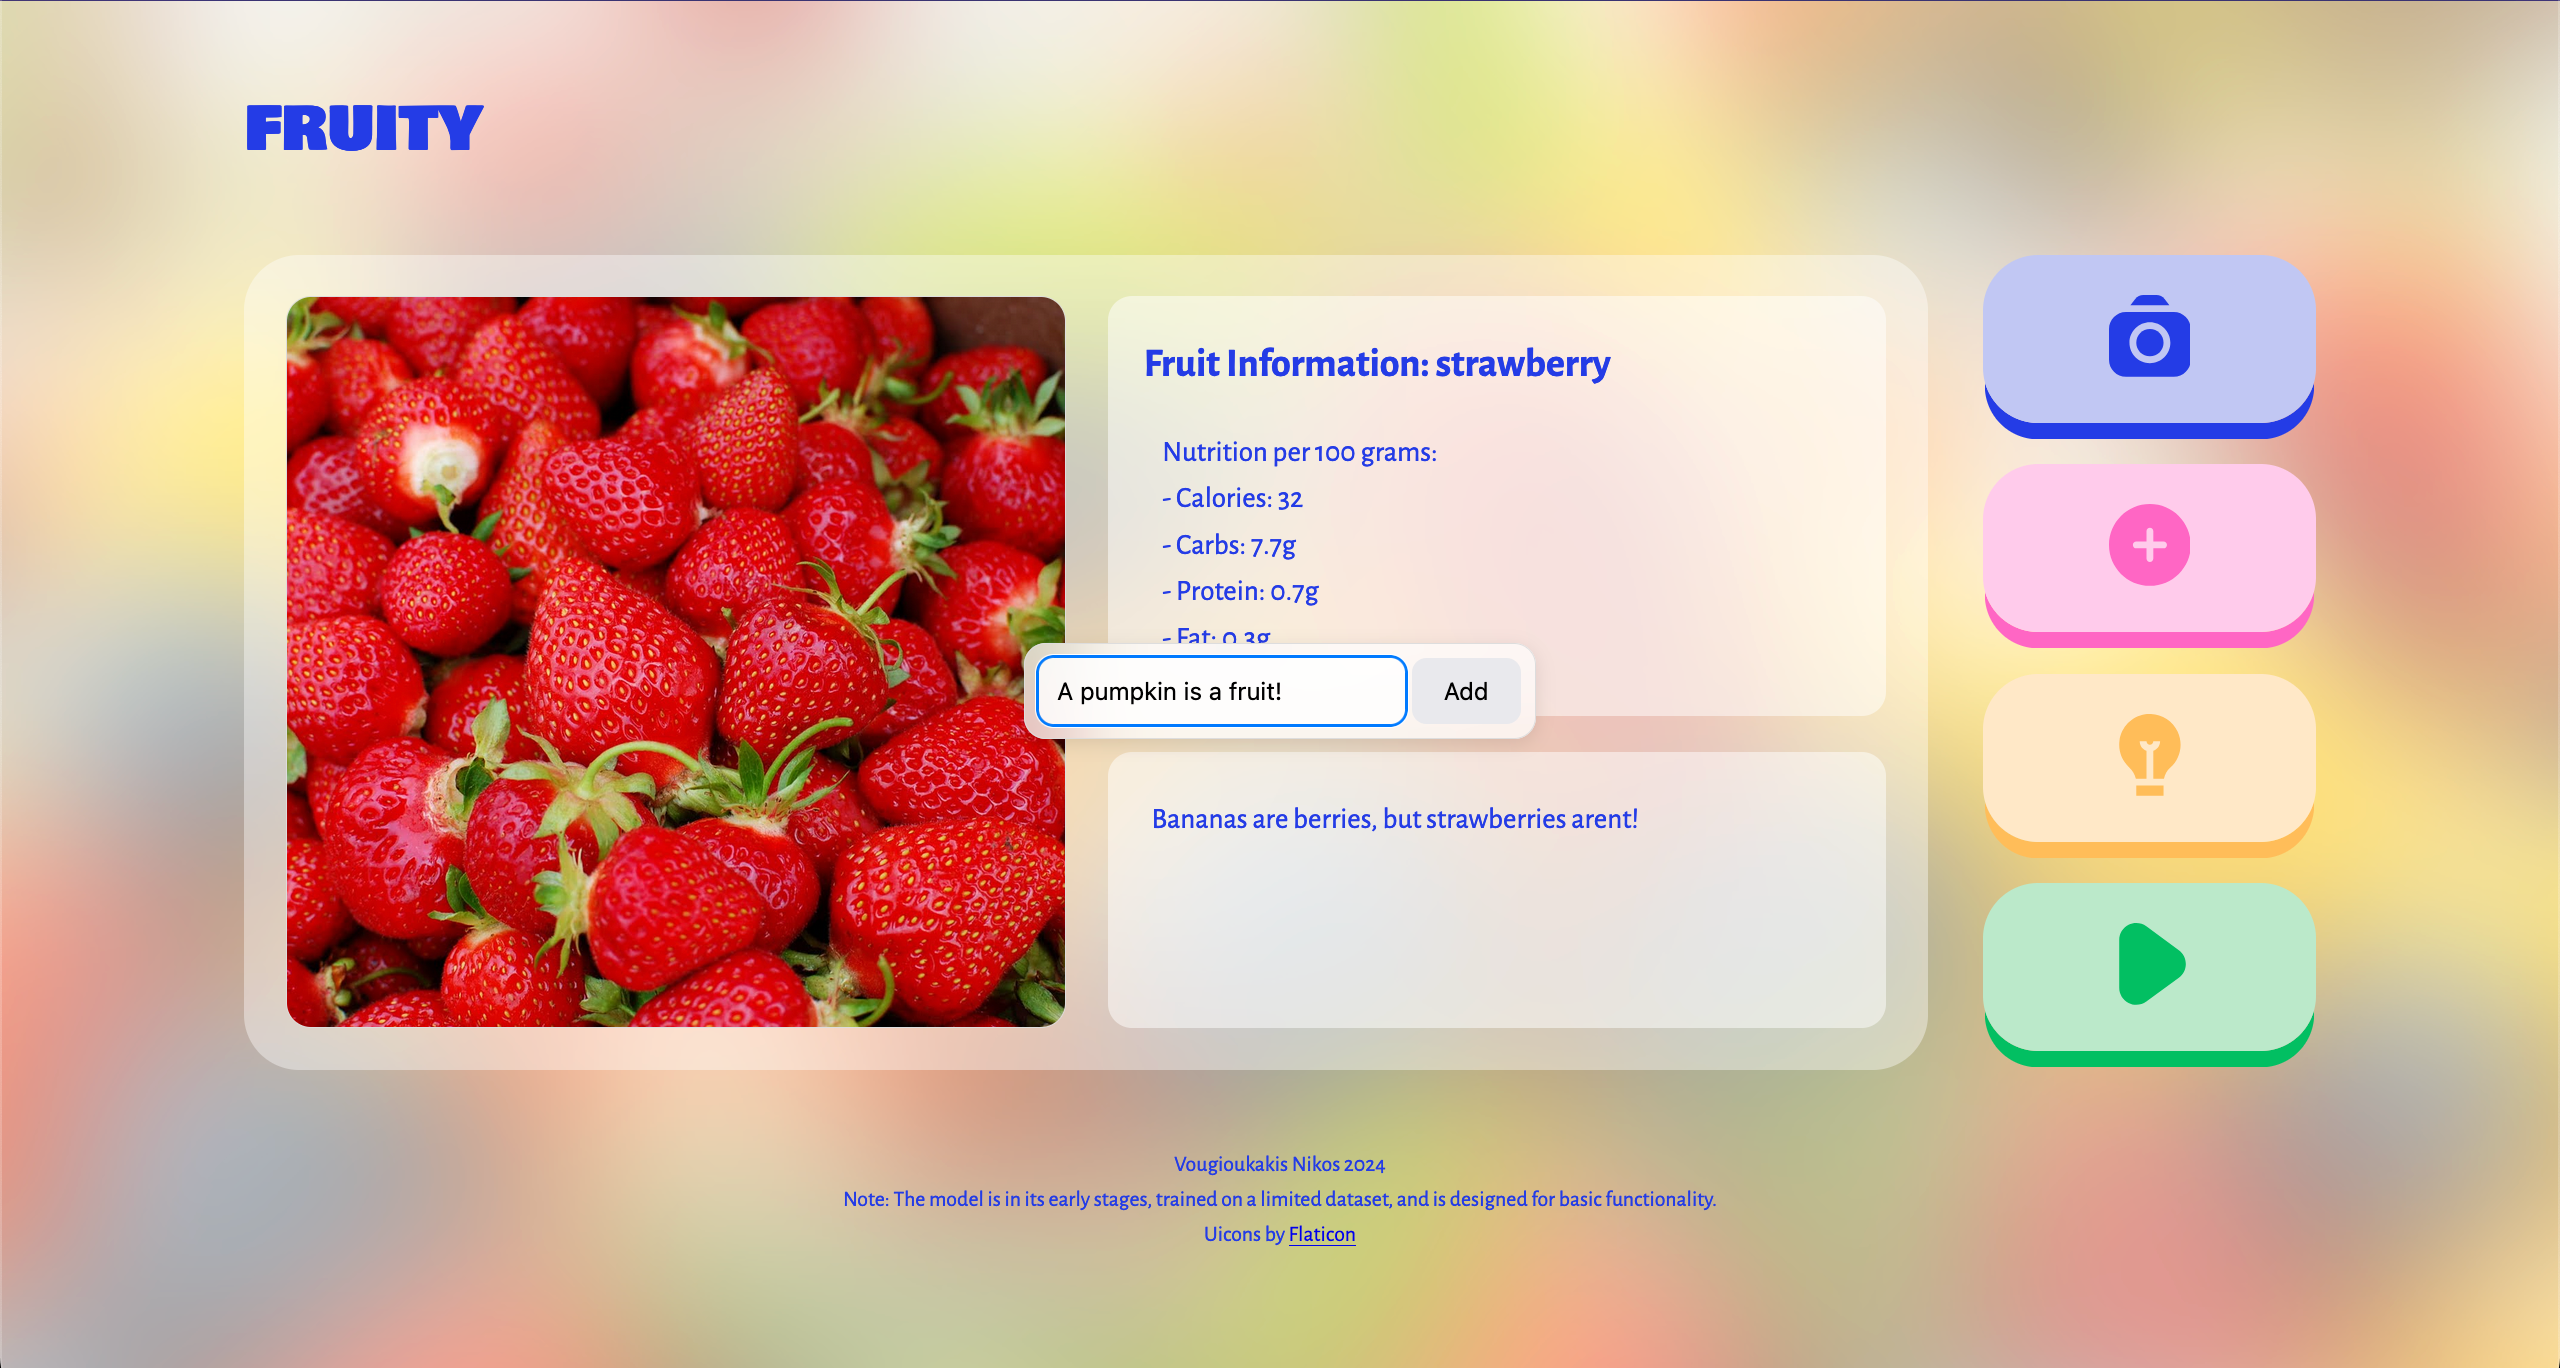 FRUITY
Fruit Information: strawberry
Nutrition per 100 grams:
- Calories: 32
- Carbs: 7.7g
- Protein: 0.7g
- Fat: 0.3g
A pumpkin is a fruit!
Add
Bananas are berries, but strawberries arent!
Vougioukakis Nikos 2024
Note: The model is in its early stages, trained on a limited dataset, and is designed for basic functionality.
Uicons by Flaticon